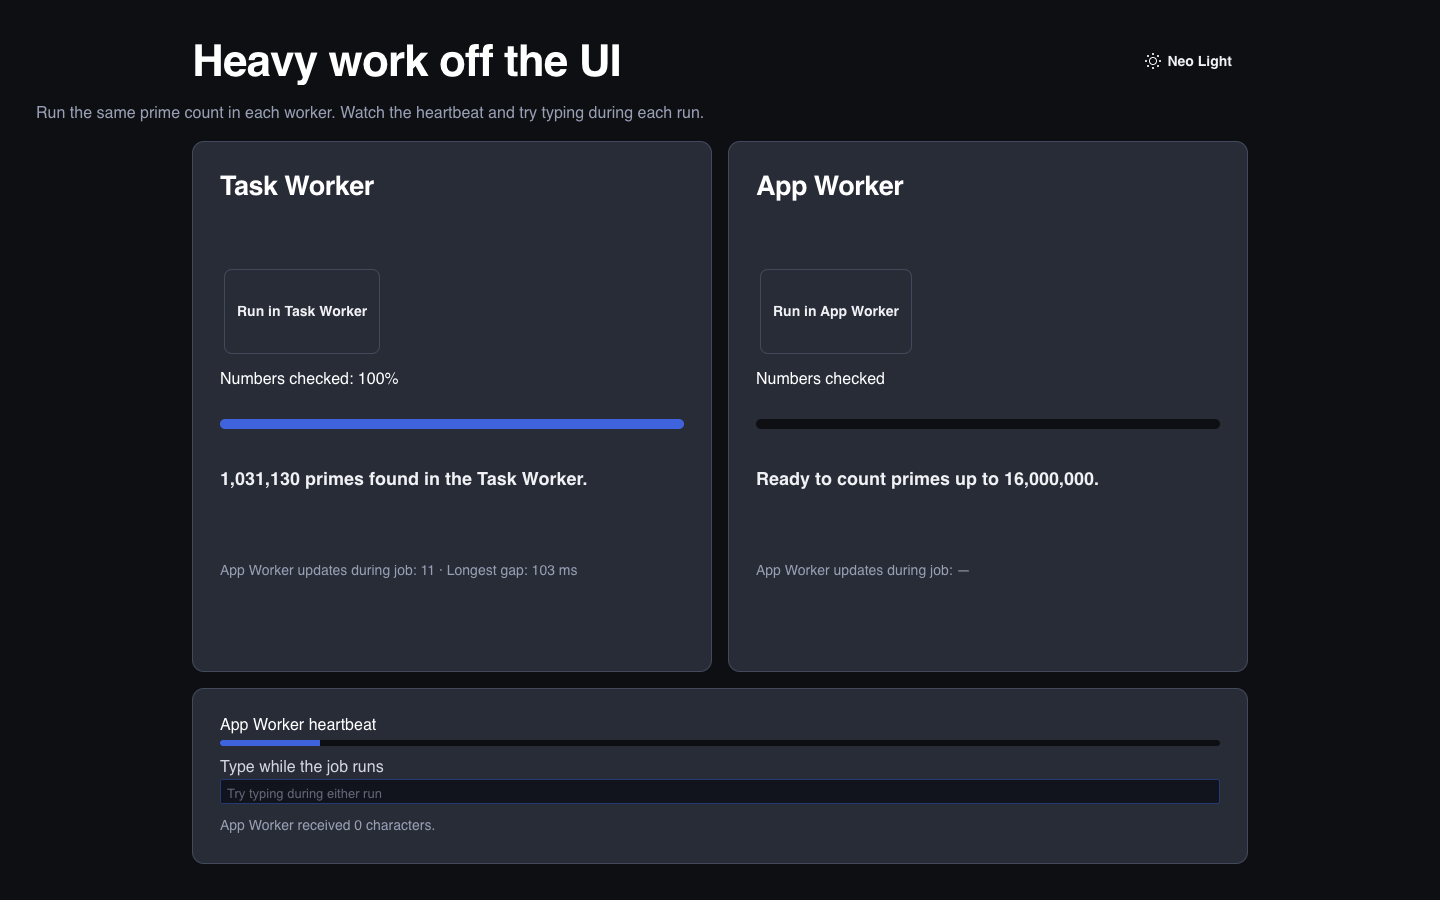 Heavy work off the UI
Neo Light
Run the same prime count in each worker. Watch the heartbeat and try typing during each run.
Task Worker
Run in Task Worker
Numbers checked: 100%
1,031,130 primes found in the Task Worker.
App Worker updates during job: 11 · Longest gap: 103 ms
App Worker
Run in App Worker
Numbers checked
Ready to count primes up to 16,000,000.
App Worker updates during job: —
App Worker heartbeat
Type while the job runs
Try typing during either run
App Worker received 0 characters.